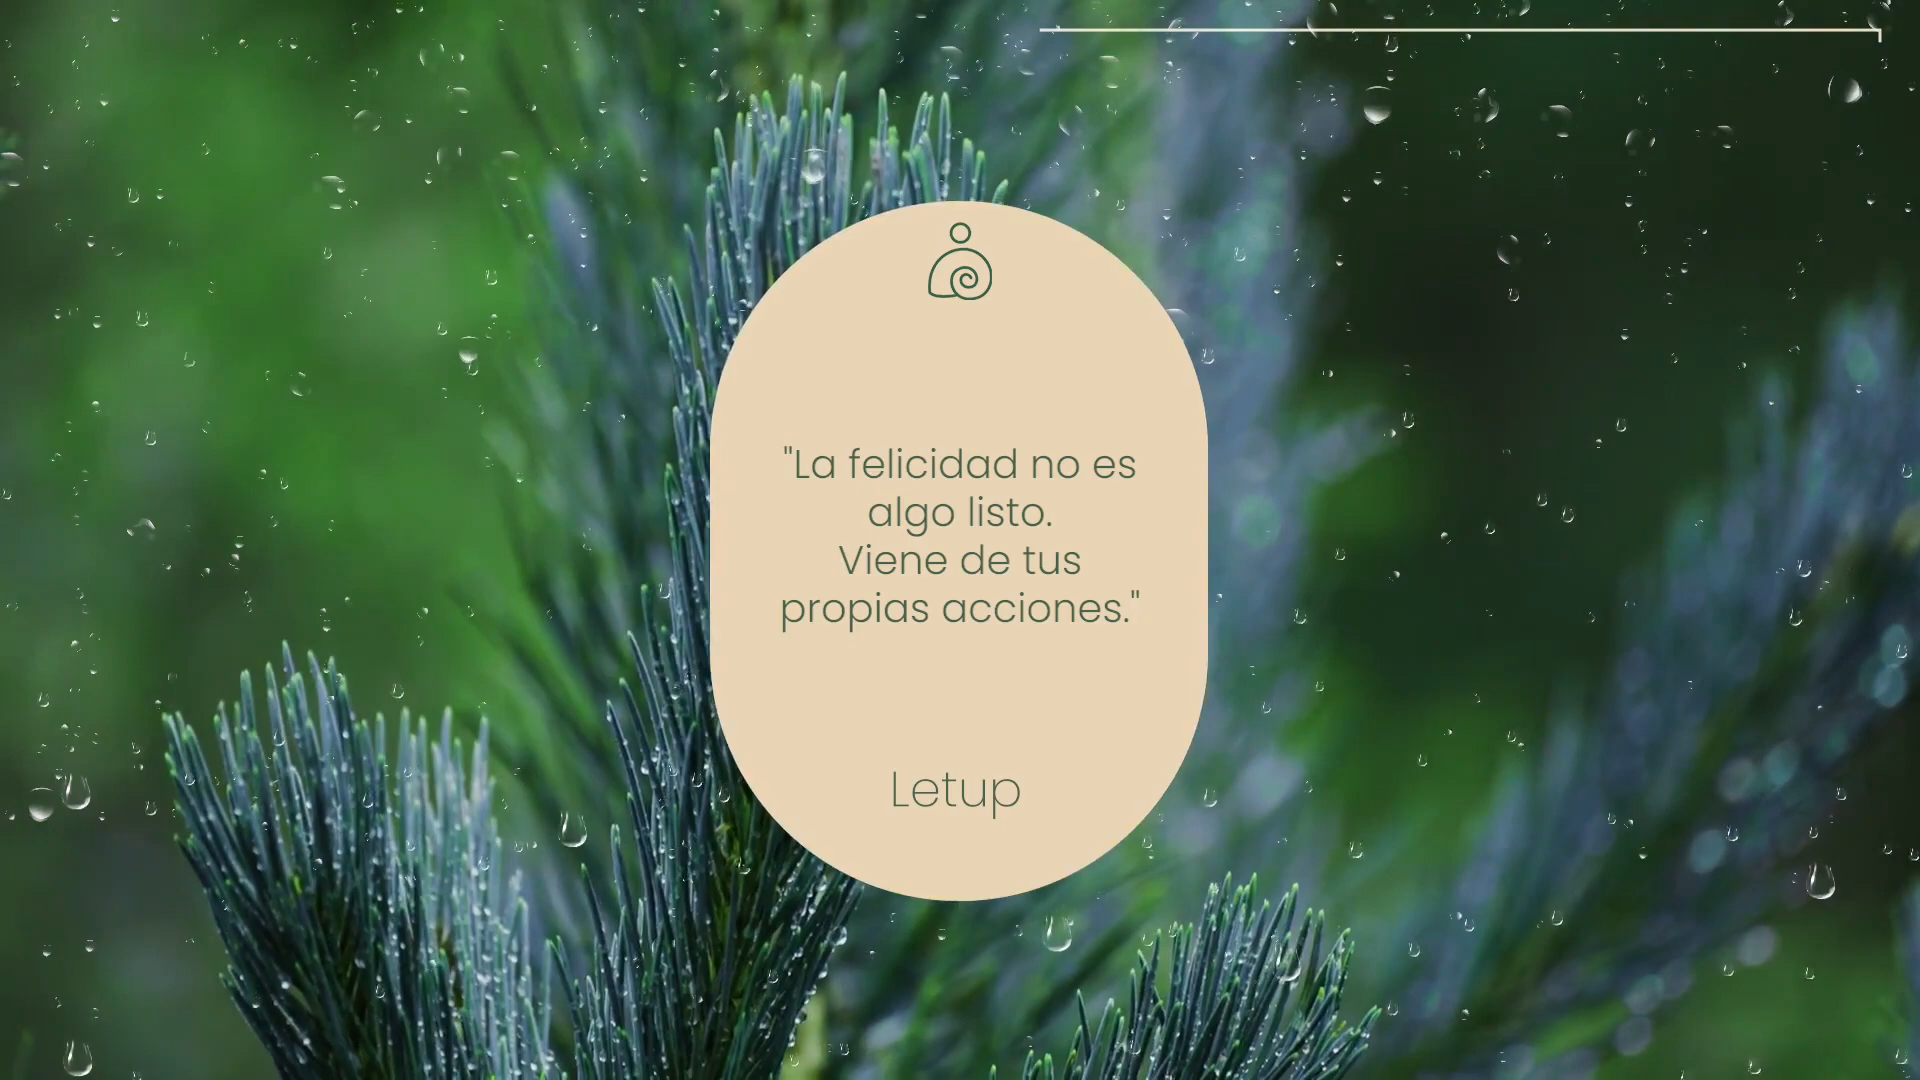 "La felicidad no es
algo listo.
Viene de tus
propias acciones."
Letup